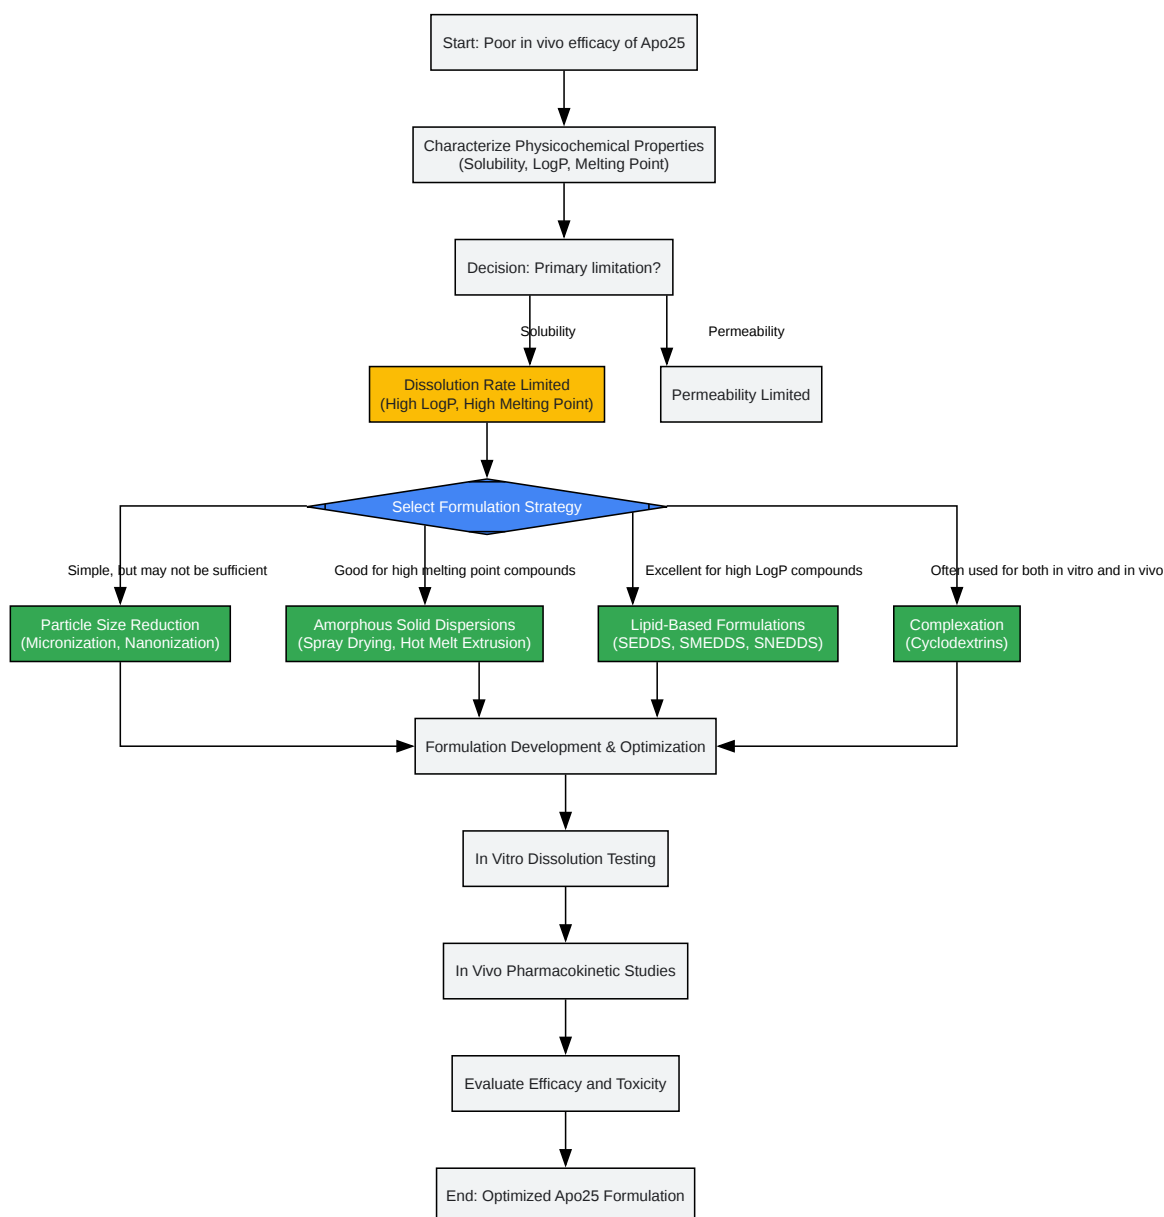 Start: Poor in vivo efficacy of Apo25
Characterize Physicochemical Properties
(Solubility, LogP, Melting Point)
Decision: Primary limitation?
Solubility
Permeability
Dissolution Rate Limited
(High LogP, High Melting Point)
Permeability Limited
Select Formulation Strategy
Simple, but may not be sufficient
Good for high melting point compounds
Excellent for high LogP compounds
Often used for both in vitro and in vivo
Particle Size Reduction
(Micronization, Nanonization)
Amorphous Solid Dispersions
(Spray Drying, Hot Melt Extrusion)
Lipid-Based Formulations
(SEDDS, SMEDDS, SNEDDS)
Complexation
(Cyclodextrins)
Formulation Development & Optimization
In Vitro Dissolution Testing
In Vivo Pharmacokinetic Studies
Evaluate Efficacy and Toxicity
End: Optimized Apo25 Formulation